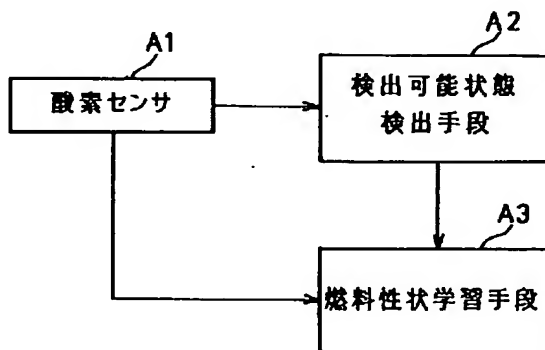 A1
酸素センサ
A2
検出可能状態
検出手段
A3
燃料性状学習手段